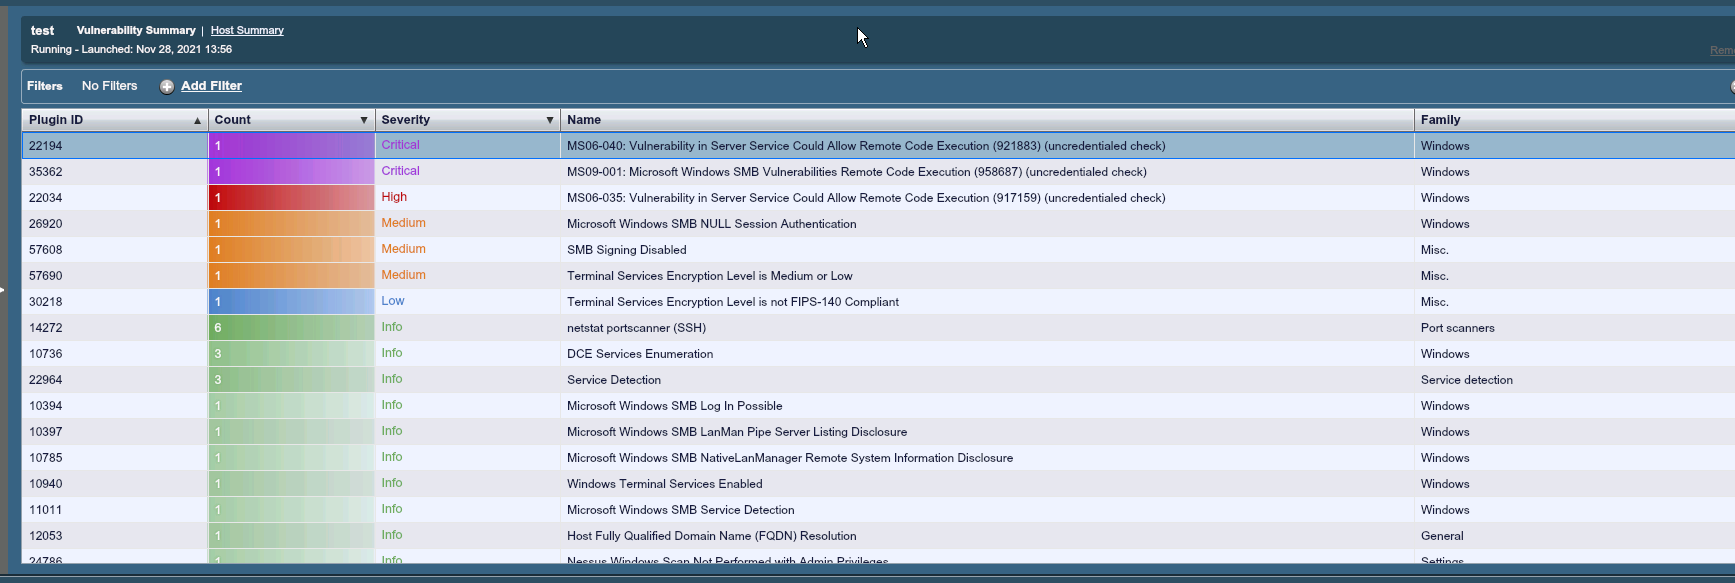 test Vulnerability Summary | Host Summary
Running - Launched: Nov 28, 2021 13:56
Filters No Filters Add Filter
Plugin ID ▲ Count ▼ Severity ▼ Name Family
22194 1 Critical MS06-040: Vulnerability in Server Service Could Allow Remote Code Execution (921883) (uncredentialed check) Windows
35362 1 Critical MS09-001: Microsoft Windows SMB Vulnerabilities Remote Code Execution (958687) (uncredentialed check) Windows
22034 1 High MS06-035: Vulnerability in Server Service Could Allow Remote Code Execution (917159) (uncredentialed check) Windows
26920 1 Medium Microsoft Windows SMB NULL Session Authentication Windows
57608 1 Medium SMB Signing Disabled Misc.
57690 1 Medium Terminal Services Encryption Level is Medium or Low Misc.
30218 1 Low Terminal Services Encryption Level is not FIPS-140 Compliant Misc.
14272 6 Info netstat portscanner (SSH) Port scanners
10736 3 Info DCE Services Enumeration Windows
22964 3 Info Service Detection Service detection
10394 1 Info Microsoft Windows SMB Log In Possible Windows
10397 1 Info Microsoft Windows SMB LanMan Pipe Server Listing Disclosure Windows
10785 1 Info Microsoft Windows SMB NativeLanManager Remote System Information Disclosure Windows
10940 1 Info Windows Terminal Services Enabled Windows
11011 1 Info Microsoft Windows SMB Service Detection Windows
12053 1 Info Host Fully Qualified Domain Name (FQDN) Resolution General
24786 1 Info Nessus Windows Scan Not Performed with Admin Privileges Settings